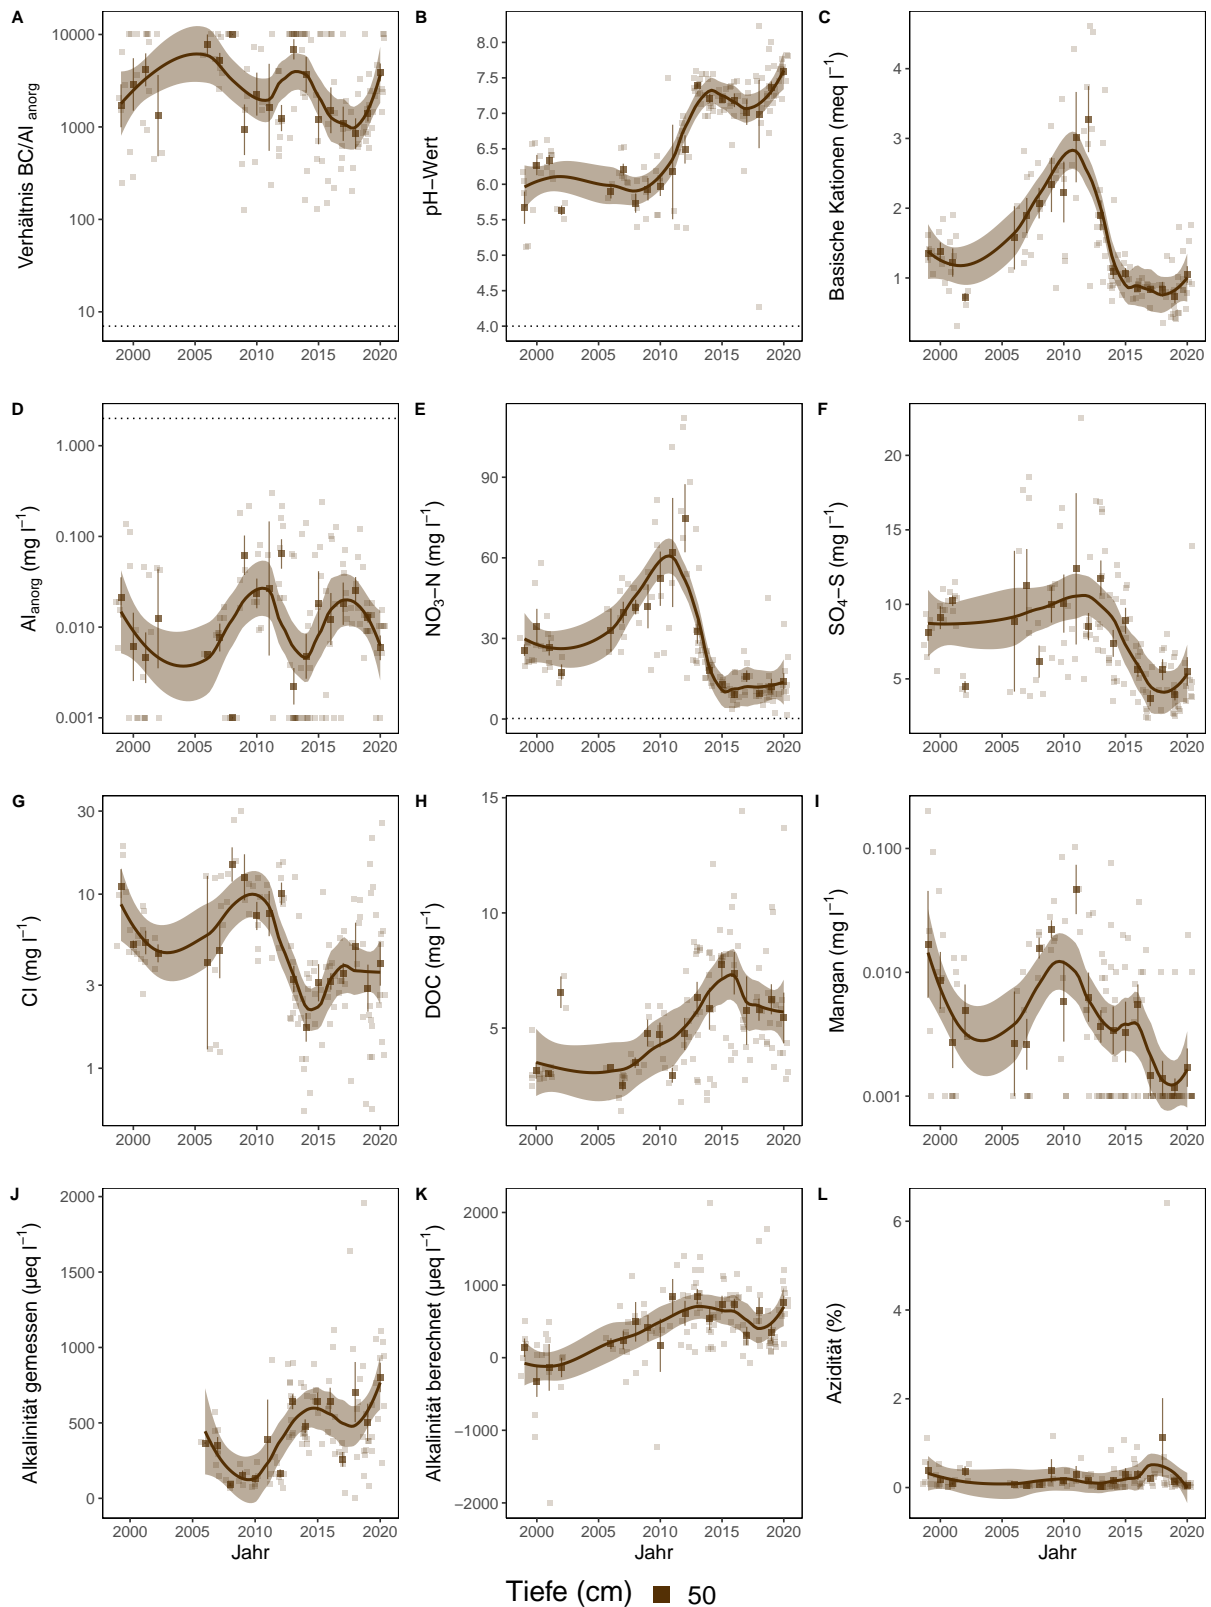 A
Verhältnis BC/Al anorg
10000
1000
100
10
2000 2005 2010 2015 2020
B
pH−Wert
8.0
7.5
7.0
6.5
6.0
5.5
5.0
4.5
4.0
2000 2005 2010 2015 2020
C
Basische Kationen (meq l−1)
4
3
2
1
2000 2005 2010 2015 2020
D
Alanorg (mg l−1)
1.000
0.100
0.010
0.001
2000 2005 2010 2015 2020
E
NO3−N (mg l−1)
90
60
30
0
2000 2005 2010 2015 2020
F
SO4−S (mg l−1)
20
15
10
5
2000 2005 2010 2015 2020
G
Cl (mg l−1)
30
10
3
1
2000 2005 2010 2015 2020
H
DOC (mg l−1)
15
10
5
2000 2005 2010 2015 2020
I
Mangan (mg l−1)
0.100
0.010
0.001
2000 2005 2010 2015 2020
J
Alkalinität gemessen (µeq l−1)
2000
1500
1000
500
0
2000 2005 2010 2015 2020
Jahr
K
Alkalinität berechnet (µeq l−1)
2000
1000
0
−1000
−2000
2000 2005 2010 2015 2020
L
Azidität (%)
6
4
2
0
2000 2005 2010 2015 2020
Jahr
Tiefe (cm) 50